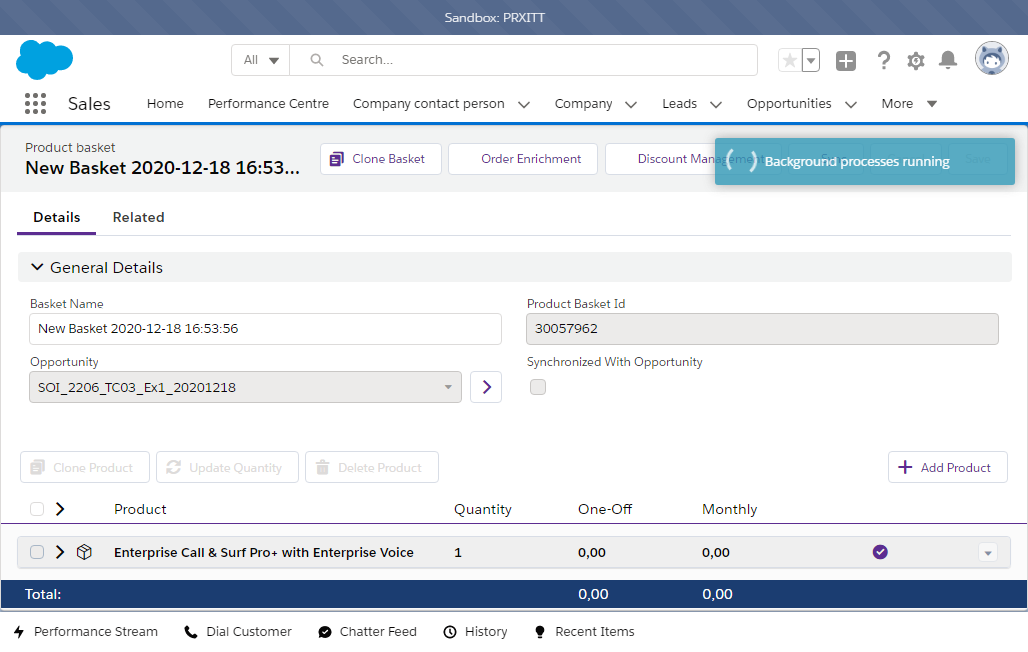 Sandbox: PRXITT
All
Search...
Sales
Home
Performance Centre
Company contact person
Company
Leads
Opportunities
More
Product basket
New Basket 2020-12-18 16:53...
Clone Basket
Order Enrichment
Discount Management
Background processes running
Save
Details
Related
General Details
Basket Name
Product Basket Id
New Basket 2020-12-18 16:53:56
30057962
Opportunity
Synchronized With Opportunity
SOI_2206_TC03_Ex1_20201218
Clone Product
Update Quantity
Delete Product
Add Product
Product
Quantity
One-Off
Monthly
Enterprise Call & Surf Pro+ with Enterprise Voice
1
0,00
0,00
Total:
0,00
0,00
Performance Stream
Dial Customer
Chatter Feed
History
Recent Items